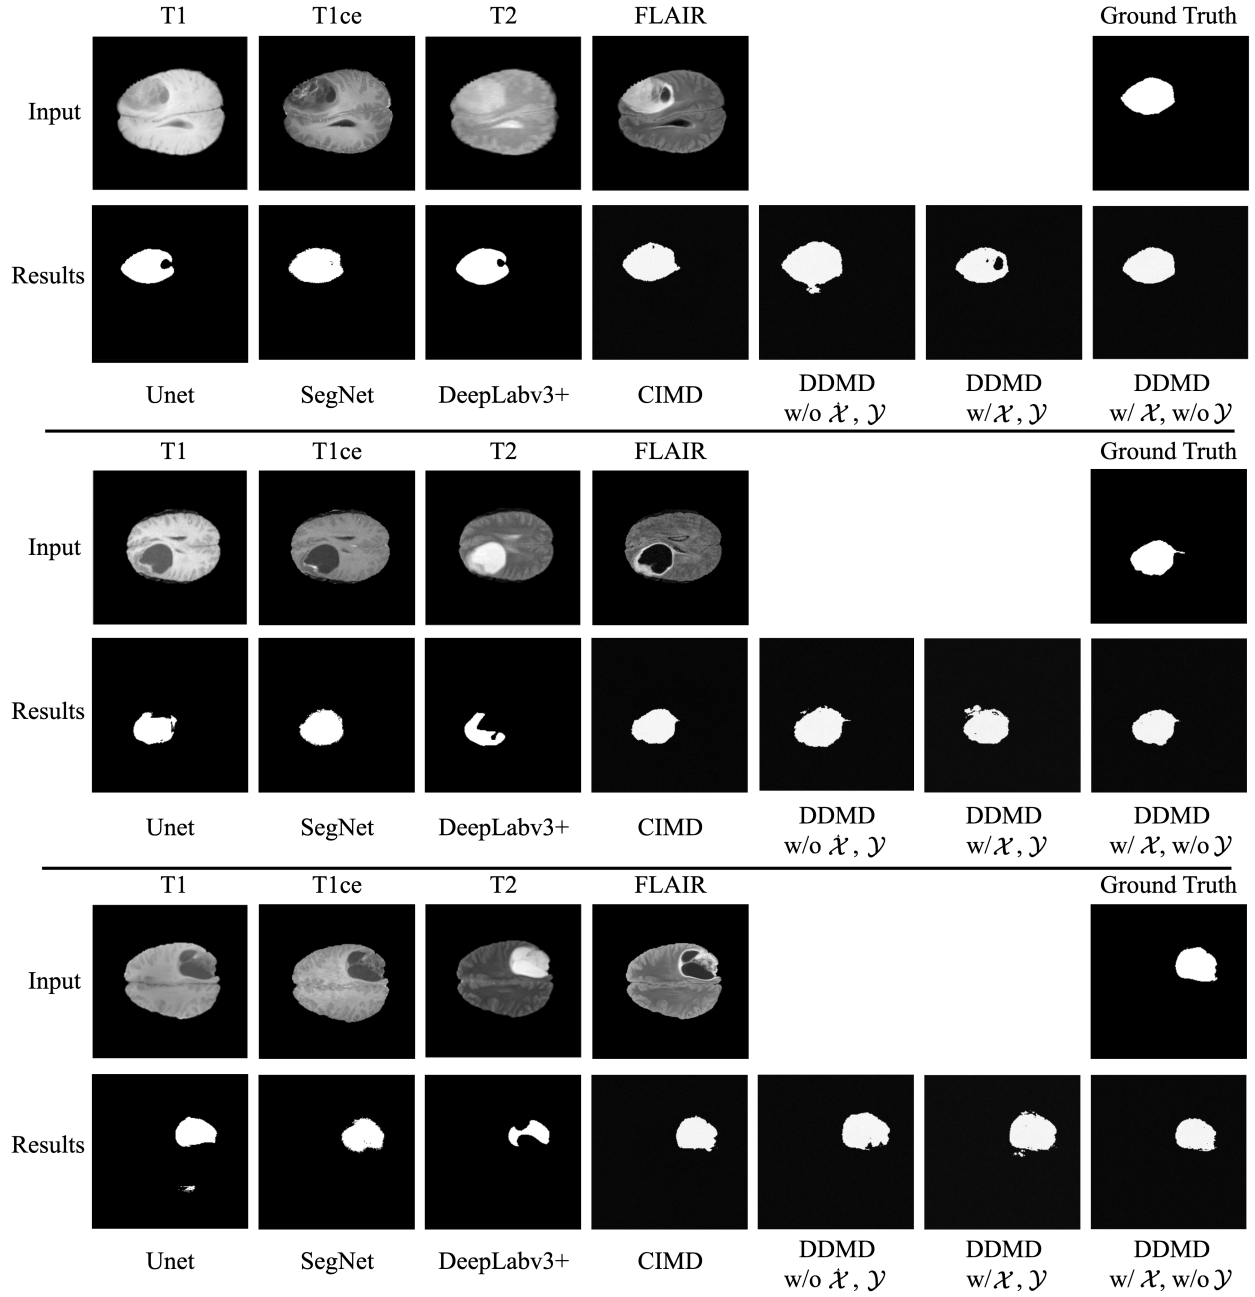 T1 T1ce T2 FLAIR Ground Truth
Input
Results
Unet SegNet DeepLabv3+ CIMD DDMD DDMD DDMD
w/o 𝒳, 𝒴 w/ 𝒳, 𝒴 w/ 𝒳, w/o 𝒴
T1 T1ce T2 FLAIR Ground Truth
Input
Results
Unet SegNet DeepLabv3+ CIMD DDMD DDMD DDMD
w/o 𝒳, 𝒴 w/ 𝒳, 𝒴 w/ 𝒳, w/o 𝒴
T1 T1ce T2 FLAIR Ground Truth
Input
Results
Unet SegNet DeepLabv3+ CIMD DDMD DDMD DDMD
w/o 𝒳, 𝒴 w/ 𝒳, 𝒴 w/ 𝒳, w/o 𝒴